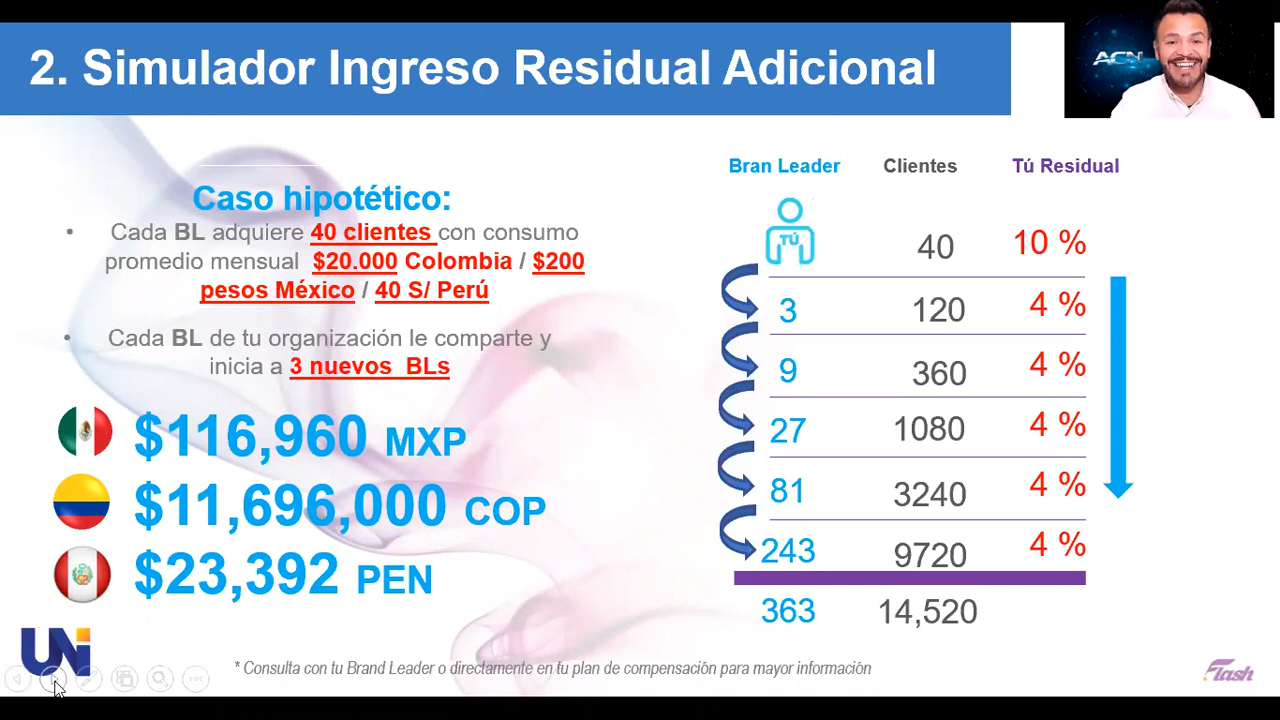 2. Simulador Ingreso Residual Adicional
ACN
Caso hipotético:
• Cada BL adquiere 40 clientes con consumo
promedio mensual $20.000 Colombia / $200
pesos México / 40 S/ Perú
• Cada BL de tu organización le comparte y
inicia a 3 nuevos BLs
$116,960 MXP
$11,696,000 COP
$23,392 PEN
Bran Leader Clientes Tú Residual
TÚ 40 10 %
3 120 4 %
9 360 4 %
27 1080 4 %
81 3240 4 %
243 9720 4 %
363 14,520
UNi
* Consulta con tu Brand Leader o directamente en tu plan de compensación para mayor información
Flash